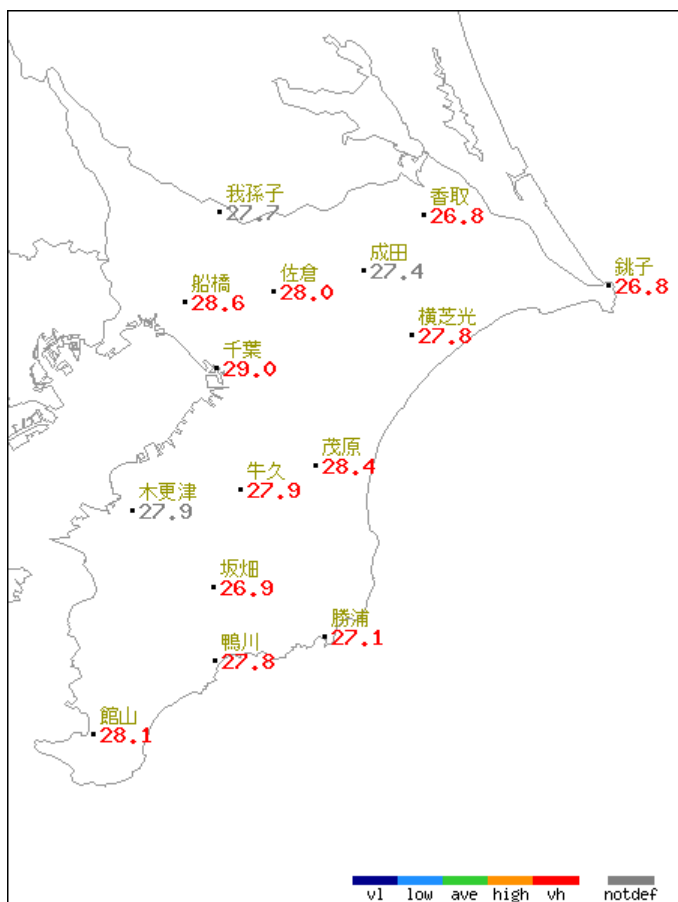 我孫子
27.7
香取
26.8
成田
27.4
佐倉
28.0
船橋
28.6
銚子
26.8
横芝光
27.8
千葉
29.0
茂原
28.4
牛久
27.9
木更津
27.9
坂畑
26.9
勝浦
27.1
鴨川
27.8
館山
28.1
vl low ave high vh notdef